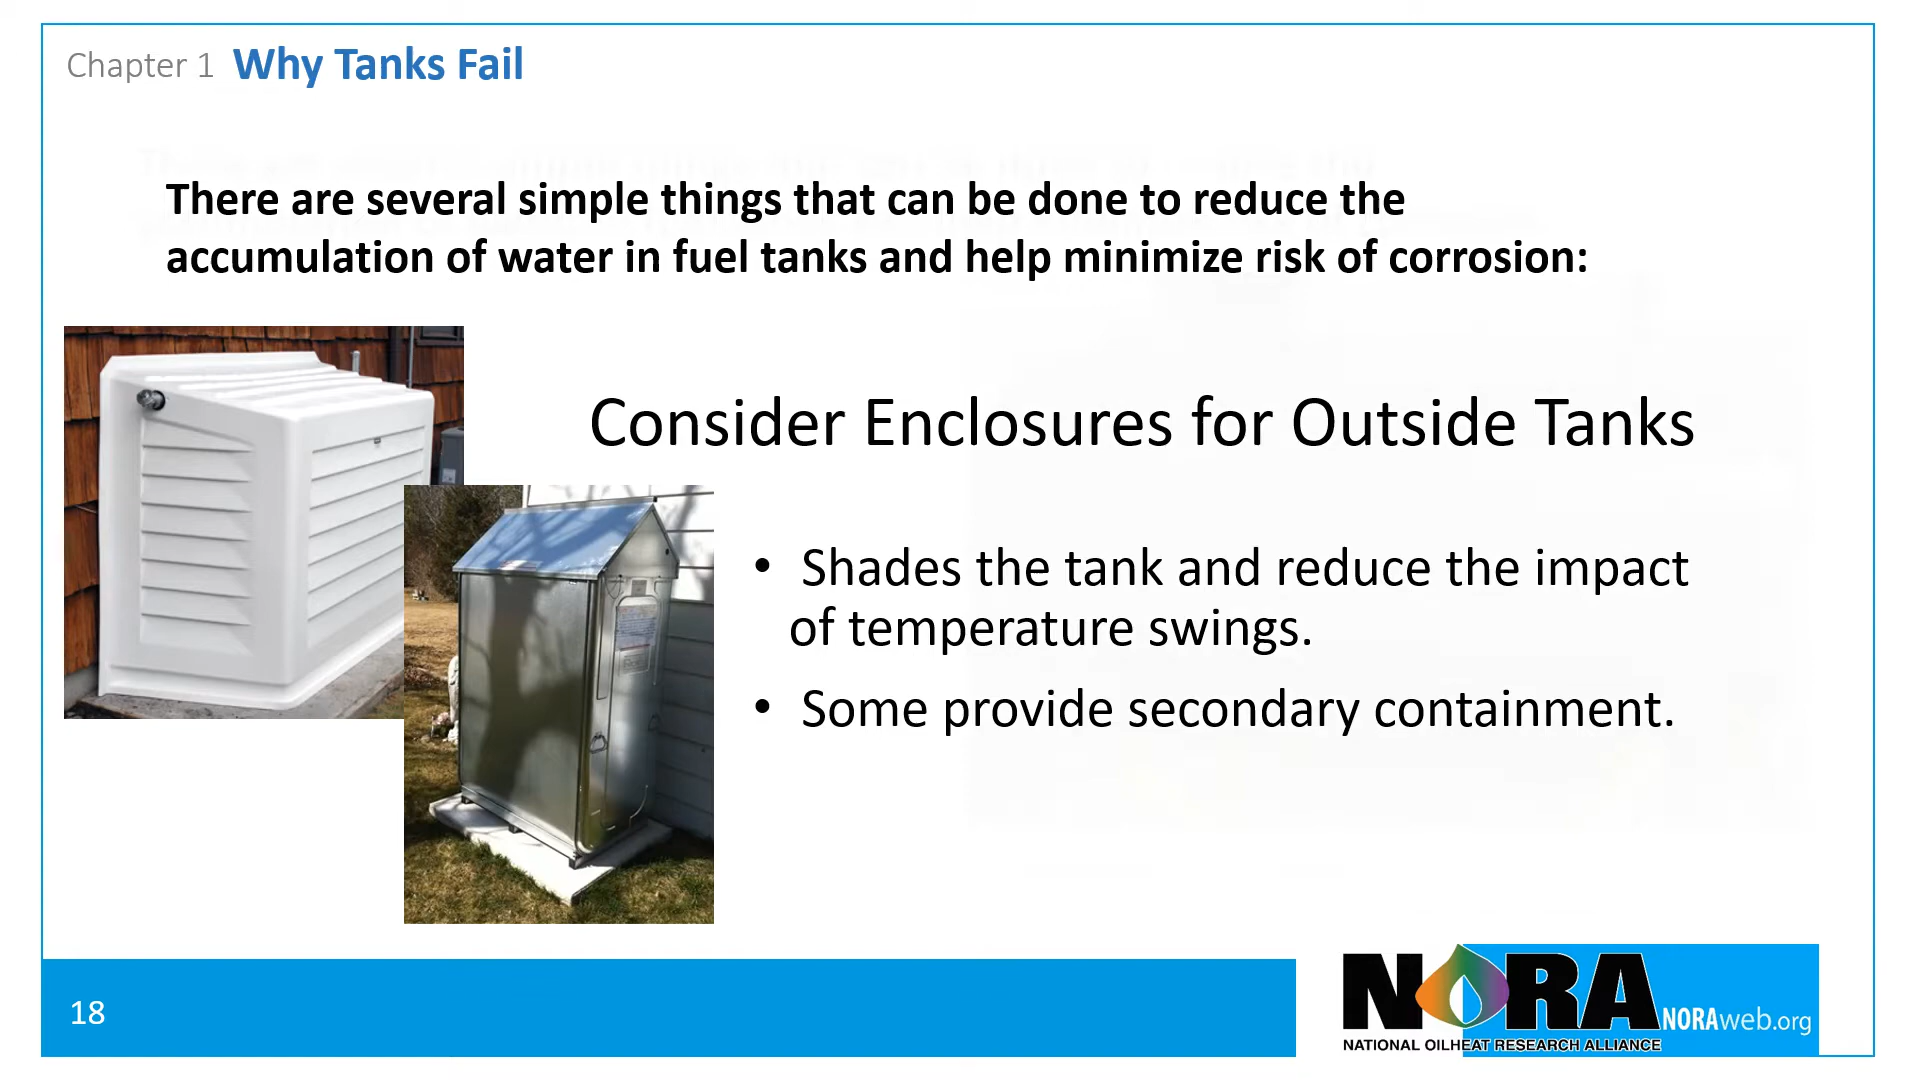 Chapter 1 Why Tanks Fail
There are several simple things that can be done to reduce the
accumulation of water in fuel tanks and help minimize risk of corrosion:
Consider Enclosures for Outside Tanks
• Shades the tank and reduce the impact
of temperature swings.
• Some provide secondary containment.
18
NORA
NORAweb.org
NATIONAL OILHEAT RESEARCH ALLIANCE